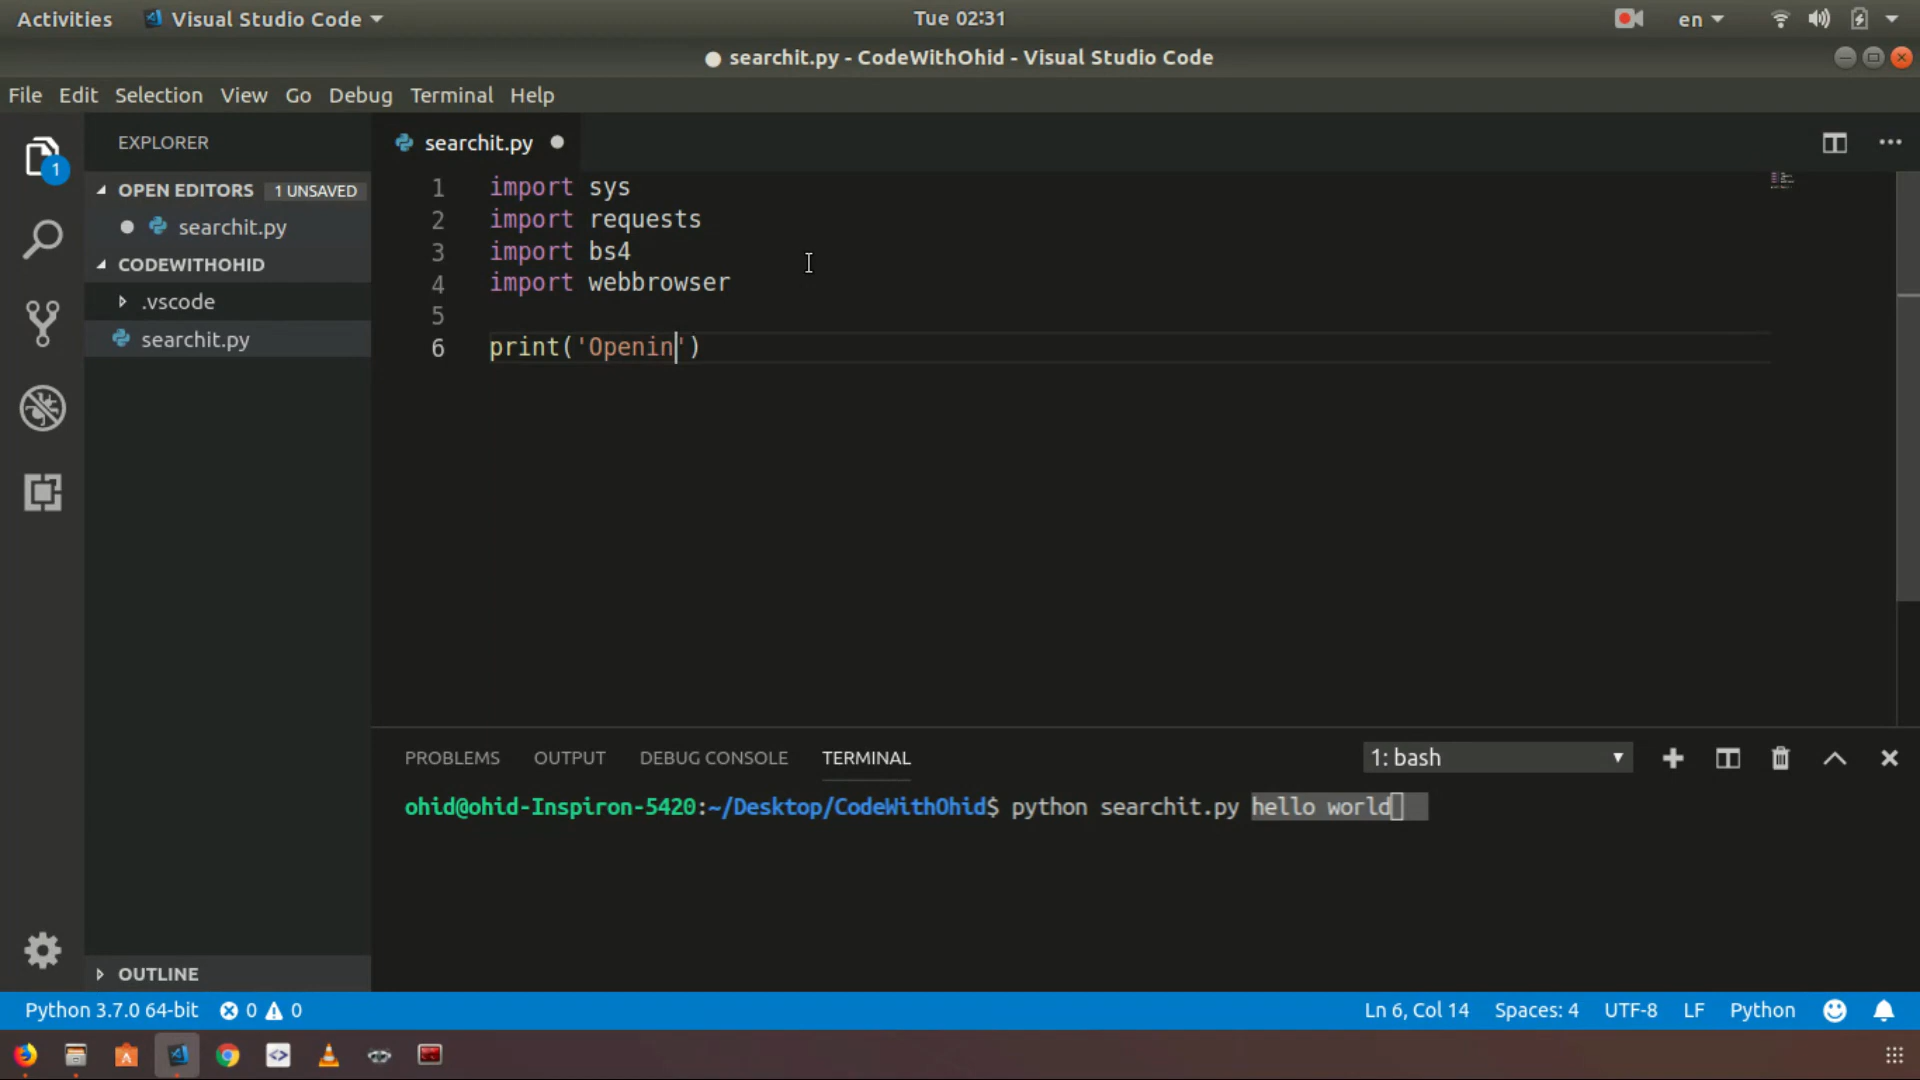 Activities Visual Studio Code Tue 02:31 en
searchit.py - CodeWithOhid - Visual Studio Code
File Edit Selection View Go Debug Terminal Help
1 EXPLORER searchit.py
OPEN EDITORS 1 UNSAVED
searchit.py
CODEWITHOHID
.vscode
searchit.py
1 import sys
2 import requests
3 import bs4
4 import webbrowser
5
6 print('Openin')
PROBLEMS OUTPUT DEBUG CONSOLE TERMINAL 1: bash
ohid@ohid-Inspiron-5420:~/Desktop/CodeWithOhid$ python searchit.py hello world
OUTLINE
Python 3.7.0 64-bit 0 0 Ln 6, Col 14 Spaces: 4 UTF-8 LF Python